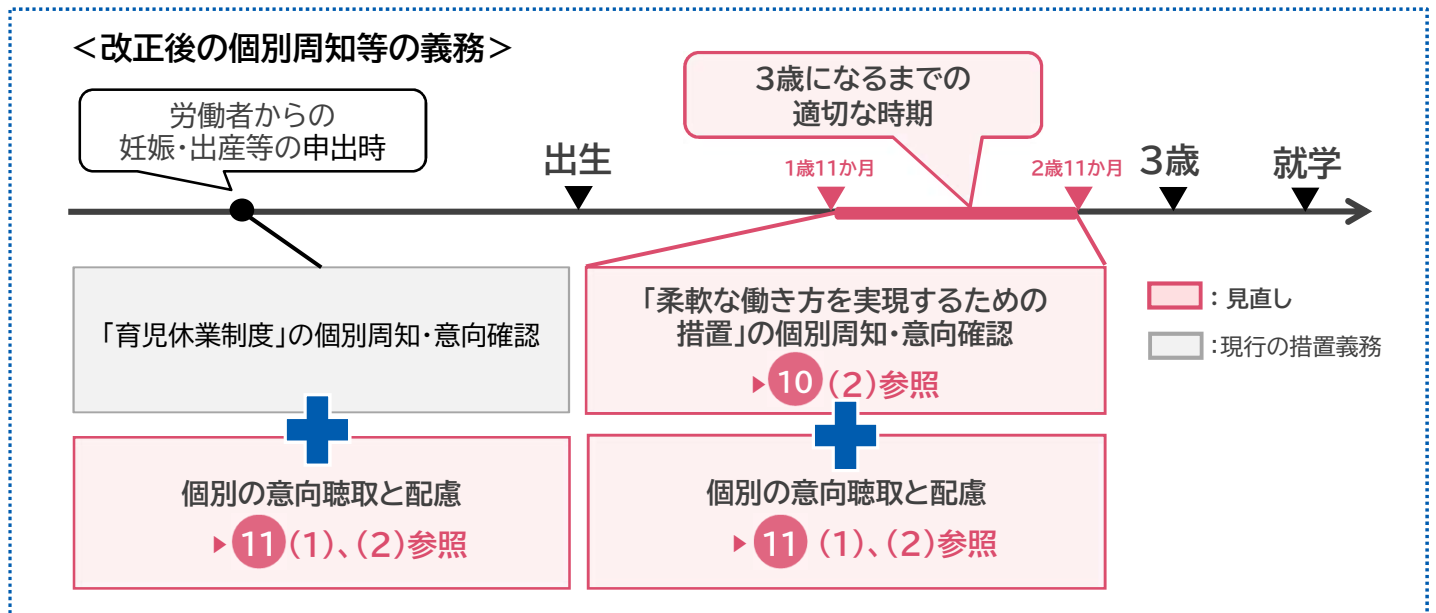 ＜改正後の個別周知等の義務＞
労働者からの
妊娠・出産等の申出時
3歳になるまでの
適切な時期
出生
1歳11か月
2歳11か月
3歳
就学
「育児休業制度」の個別周知・意向確認
「柔軟な働き方を実現するための
措置」の個別周知・意向確認
▶10(2)参照
：見直し
：現行の措置義務
個別の意向聴取と配慮
▶11(1)、(2)参照
個別の意向聴取と配慮
▶11 (1)、(2)参照